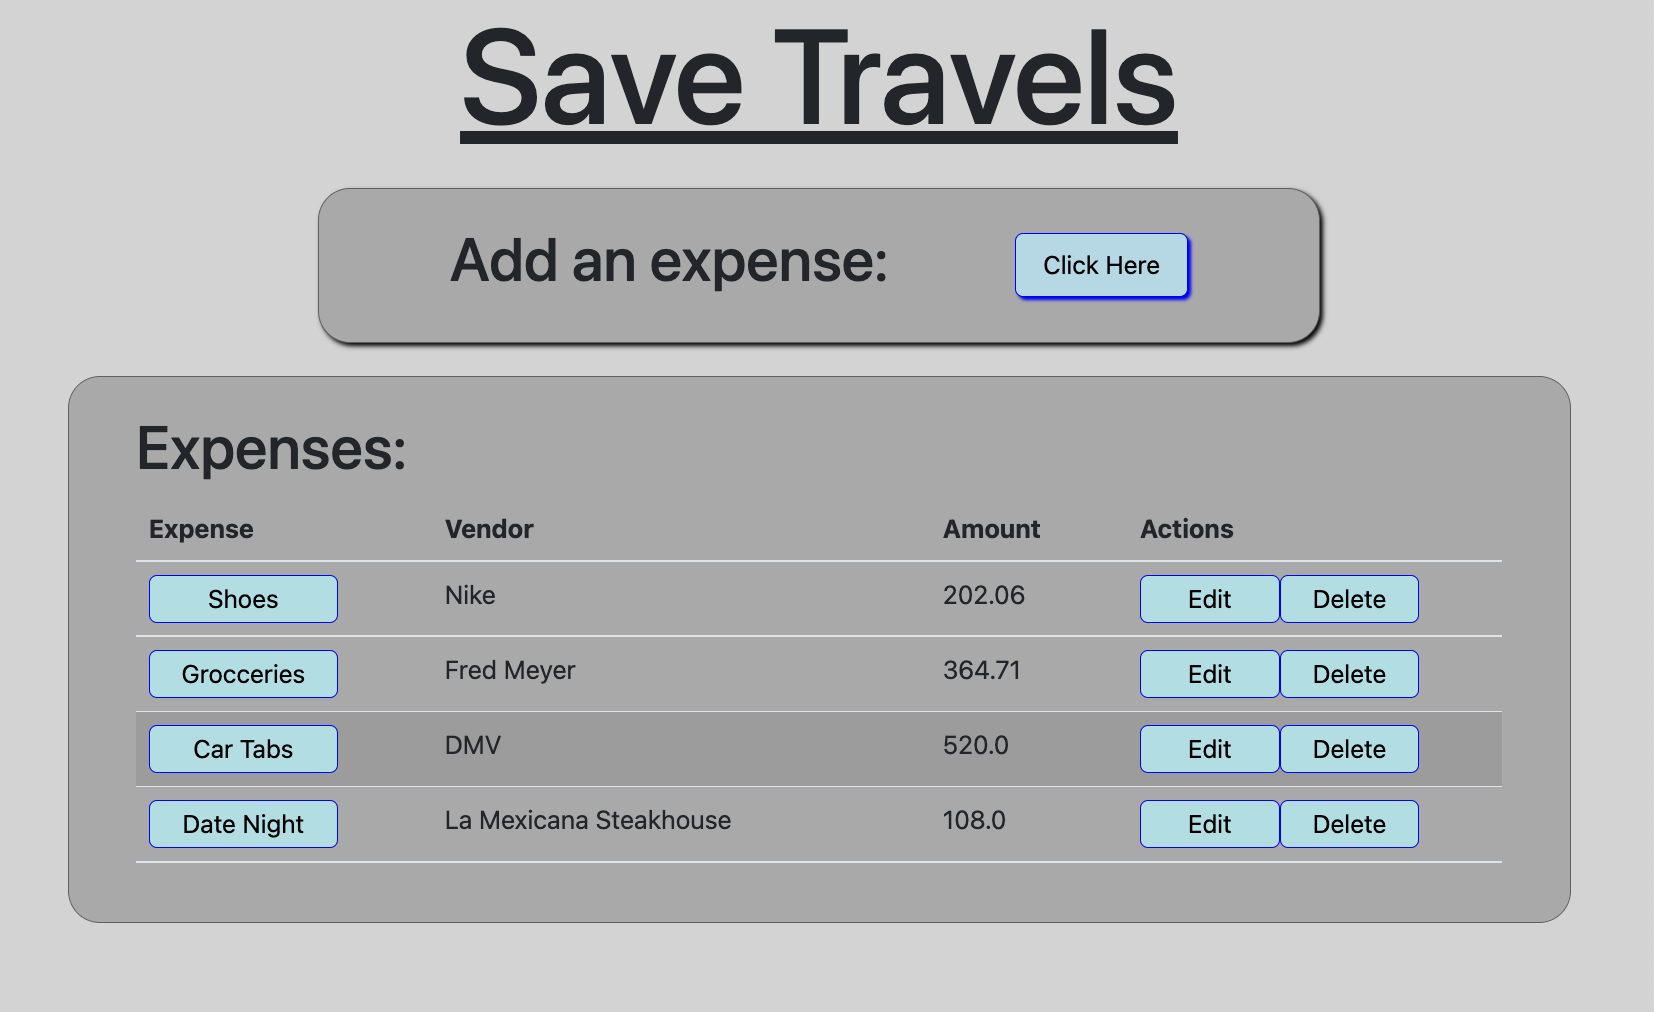 Save Travels
Add an expense: Click Here
Expenses:
Expense Vendor Amount Actions
Shoes Nike 202.06 Edit Delete
Grocceries Fred Meyer 364.71 Edit Delete
Car Tabs DMV 520.0 Edit Delete
Date Night La Mexicana Steakhouse 108.0 Edit Delete